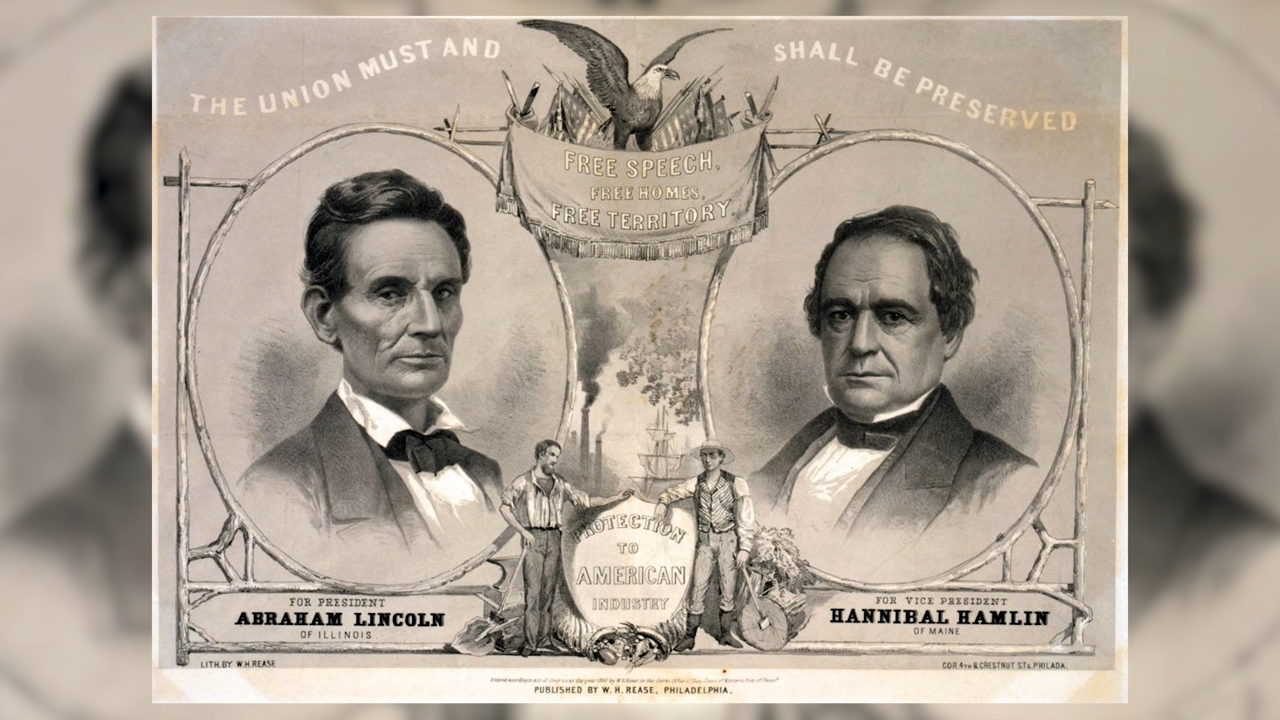 THE UNION MUST AND
SHALL BE PRESERVED
FREE SPEECH,
FREE HOMES,
FREE TERRITORY
PROTECTION
TO
AMERICAN
INDUSTRY
FOR PRESIDENT
ABRAHAM LINCOLN
OF ILLINOIS
FOR VICE PRESIDENT
HANNIBAL HAMLIN
OF MAINE
LITH. BY W. H REASE
COR. 4TH & CHESTNUT STS, PHILADA.
PUBLISHED BY W. H. REASE, PHILADELPHIA.